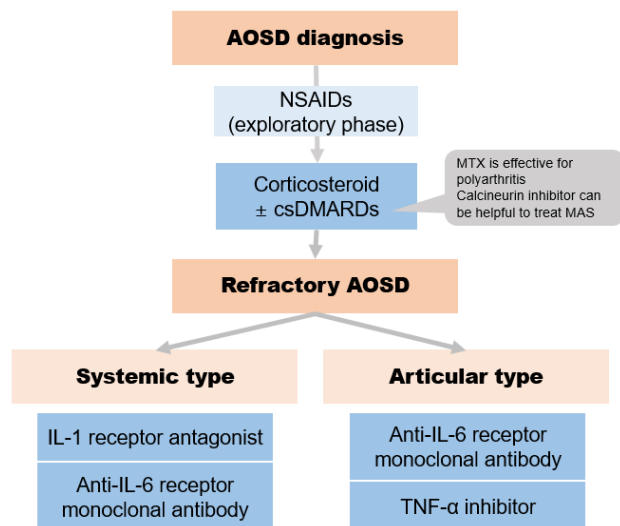 AOSD diagnosis
NSAIDs
(exploratory phase)
Corticosteroid
± csDMARDs
MTX is effective for
polyarthritis
Calcineurin inhibitor can
be helpful to treat MAS
Refractory AOSD
Systemic type
IL-1 receptor antagonist
Anti-IL-6 receptor
monoclonal antibody
Articular type
Anti-IL-6 receptor
monoclonal antibody
TNF-α inhibitor